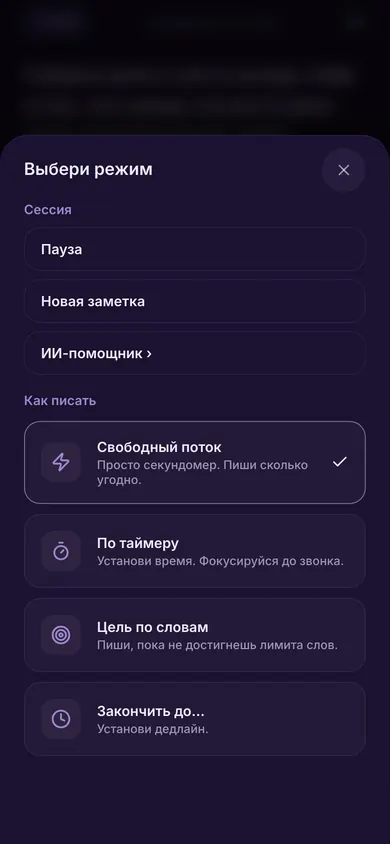 Выбери режим
Сессия
Пауза
Новая заметка
ИИ-помощник ›
Как писать
Свободный поток
Просто секундомер. Пиши сколько
угодно.
По таймеру
Установи время. Фокусируйся до звонка.
Цель по словам
Пиши, пока не достигнешь лимита слов.
Закончить до...
Установи дедлайн.